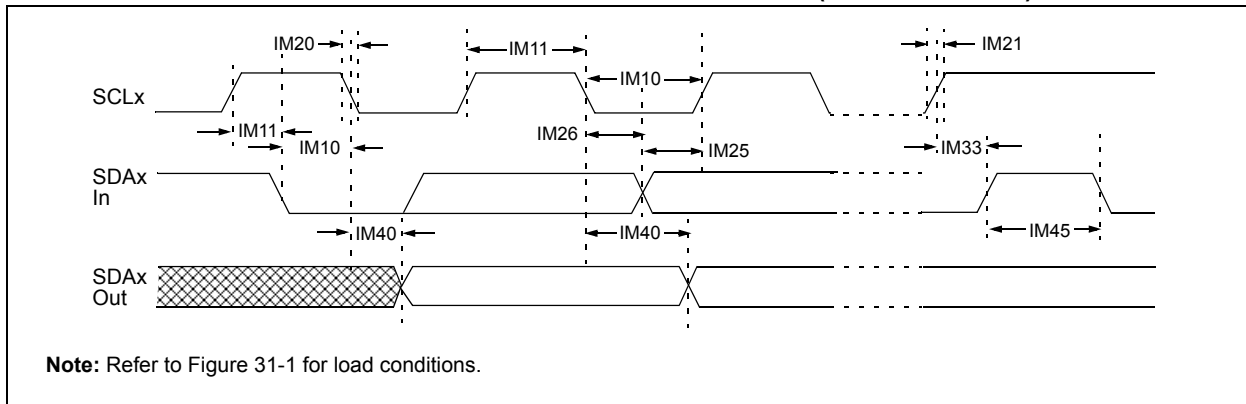 IM20
IM11
IM21
SCLx
IM10
IM11
IM10
IM26
IM25
IM33
SDAx
In
IM40
IM40
IM45
SDAx
Out
Note: Refer to Figure 31-1 for load conditions.